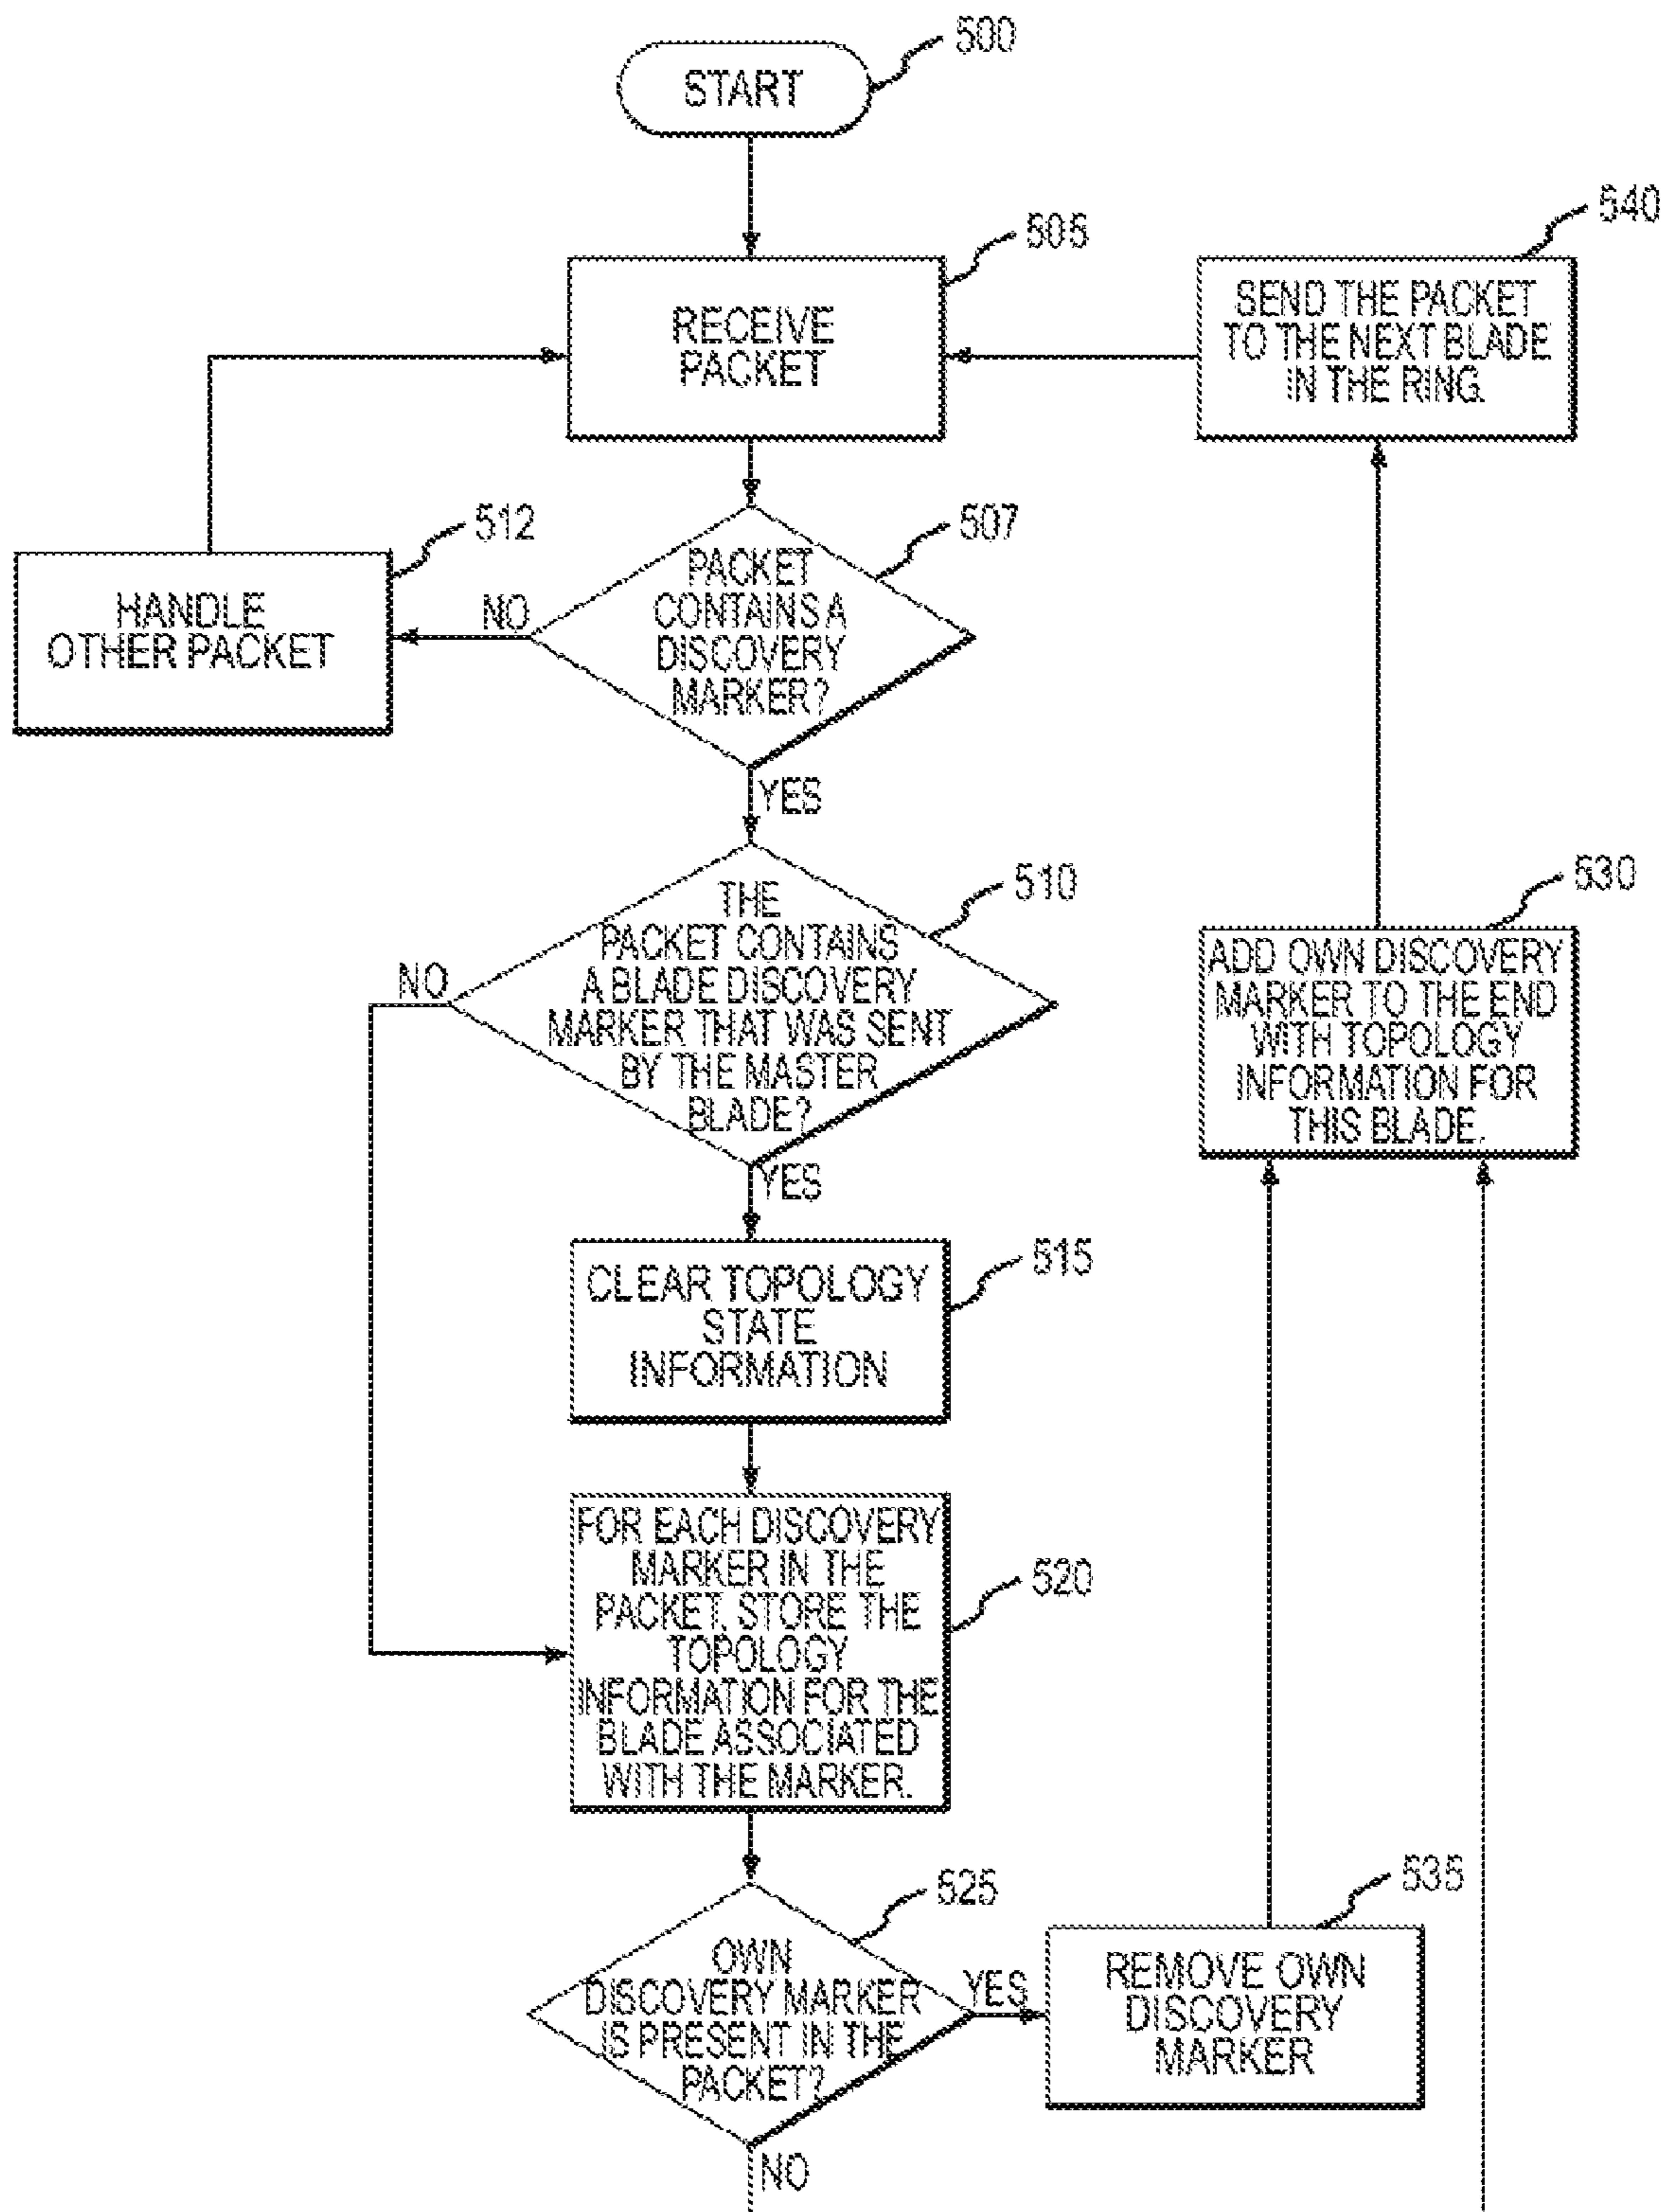 500
START
505
RECEIVE
PACKET
540
SEND THE PACKET
TO THE NEXT BLADE
IN THE RING.
512
HANDLE
OTHER PACKET
NO
507
PACKET
CONTAINS A
DISCOVERY
MARKER?
YES
510
THE
PACKET CONTAINS
A BLADE DISCOVERY
MARKER THAT WAS SENT
BY THE MASTER
BLADE?
NO
YES
530
ADD OWN DISCOVERY
MARKER TO THE END
WITH TOPOLOGY
INFORMATION FOR
THIS BLADE.
515
CLEAR TOPOLOGY
STATE
INFORMATION
520
FOR EACH DISCOVERY
MARKER IN THE
PACKET, STORE THE
TOPOLOGY
INFORMATION FOR THE
BLADE ASSOCIATED
WITH THE MARKER.
525
OWN
DISCOVERY MARKER
IS PRESENT IN THE
PACKET?
YES
535
REMOVE OWN
DISCOVERY
MARKER
NO